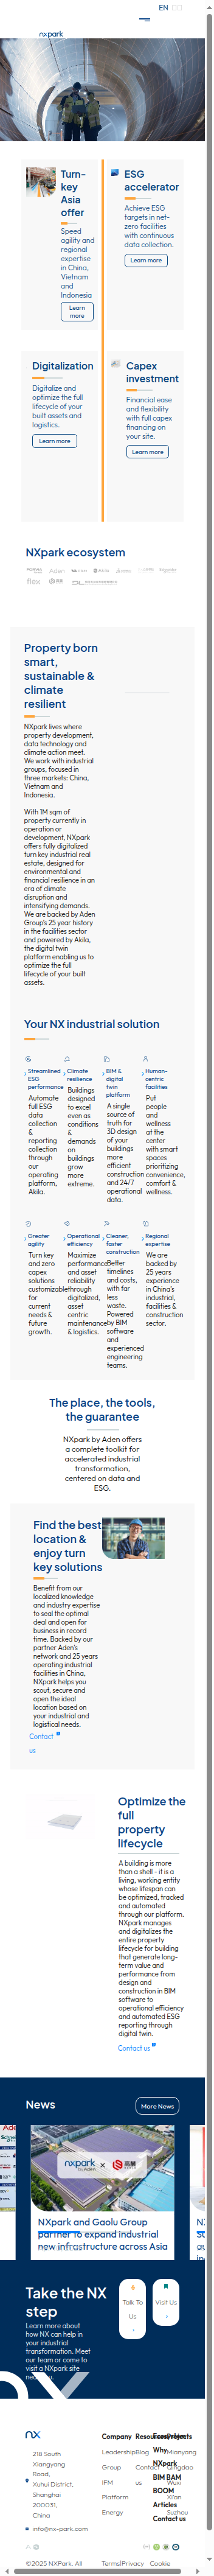 EN
nxpark
Turn-
key
Asia
offer
Speed
agility and
regional
expertise
in China,
Vietnam
and
Indonesia
Learn
more
ESG
accelerator
Achieve ESG
targets in net-
zero facilities
with continuous
data collection.
Learn more
Digitalization
Digitalize and
optimize the full
lifecycle of your
built assets and
logistics.
Learn more
Capex
investment
Financial ease
and flexibility
with full capex
financing on
your site.
Learn more
NXpark ecosystem
Aden
flex
Property born
smart,
sustainable &
climate
resilient
NXpark lives where
property development,
data technology and
climate action meet.
We work with industrial
groups, focused in
three markets: China,
Vietnam and
Indonesia.
With 1M sqm of
property currently in
operation or
development, NXpark
offers fully digitalized
turn key industrial real
estate, designed for
environmental and
financial resilience in an
era of climate
disruption and
intensifying demands.
We are backed by Aden
Group's 25 year history
in the facilities sector
and powered by Akila,
the digital twin
platform enabling us to
optimize the full
lifecycle of your built
assets.
Your NX industrial solution
Streamlined
ESG
performance
Automate
full ESG
data
collection
&
reporting
collection
through
our
operating
platform,
Akila.
Climate
resilience
Buildings
designed
to excel
even as
conditions
&
demands
on
buildings
grow
more
extreme.
BIM &
digital
twin
platform
A single
source of
truth for
3D design
of your
buildings
more
efficient
construction
and 24/7
operational
data.
Human-
centric
facilities
Put
people
and
wellness
at the
center
with smart
spaces
prioritizing
convenience,
comfort &
wellness.
Greater
agility
Turn key
and zero
capex
solutions
customizable
for
current
needs &
future
growth.
Operational
efficiency
Maximize
performance
and asset
reliability
through
digitalized,
asset
centric
maintenance
& logistics.
Cleaner,
faster
construction
Better
timelines
and costs,
with far
less
waste.
Powered
by BIM
software
and
experienced
engineering
teams.
Regional
expertise
We are
backed by
25 years
experience
in China's
industrial,
facilities &
construction
sector.
The place, the tools,
the guarantee
NXpark by Aden offers
a complete toolkit for
accelerated industrial
transformation,
centered on data and
ESG.
Find the best
location &
enjoy turn
key solutions
Benefit from our
localized knowledge
and industry expertise
to seal the optimal
deal and open for
business in record
time. Backed by our
partner Aden's
network and 25 years
operating industrial
facilities in China,
NXpark helps you
scout, secure and
open the ideal
location based on
your industrial and
logistical needs.
Contact
us
Optimize the
full
property
lifecycle
A building is more
than a shell - it is a
living, working entity
whose lifespan can
be optimized, tracked
and automated
through our platform.
NXpark manages
and digitalizes the
entire property
lifecycle for building
that generate long-
term value and
performance from
design and
construction in BIM
software to
operational efficiency
and automated ESG
reporting through
digital twin.
Contact us
News
More News
nxpark
by Aden
×
NXpark and Gaolu Group
partner to expand industrial
new infrastructure across Asia
Take the NX
step
Learn more about
how NX can help in
your industrial
transformation. Meet
our team or come to
visit a NXpark site
Talk To
Us
Visit Us
NX
218 South
Xiangyang
Road,
Xuhui District,
Shanghai
200031,
China
info@nx-park.com
Company
Leadership
Group
IFM
Platform
Energy
Resources
Blog
Contact
us
Ecosystem
Why
NXpark
BIM BAM
BOOM
Articles
Contact us
Projects
Mianyang
Qingdao
Wuxi
Xi'an
Suzhou
©2025 NXPark. All
Terms
Privacy
Cookie